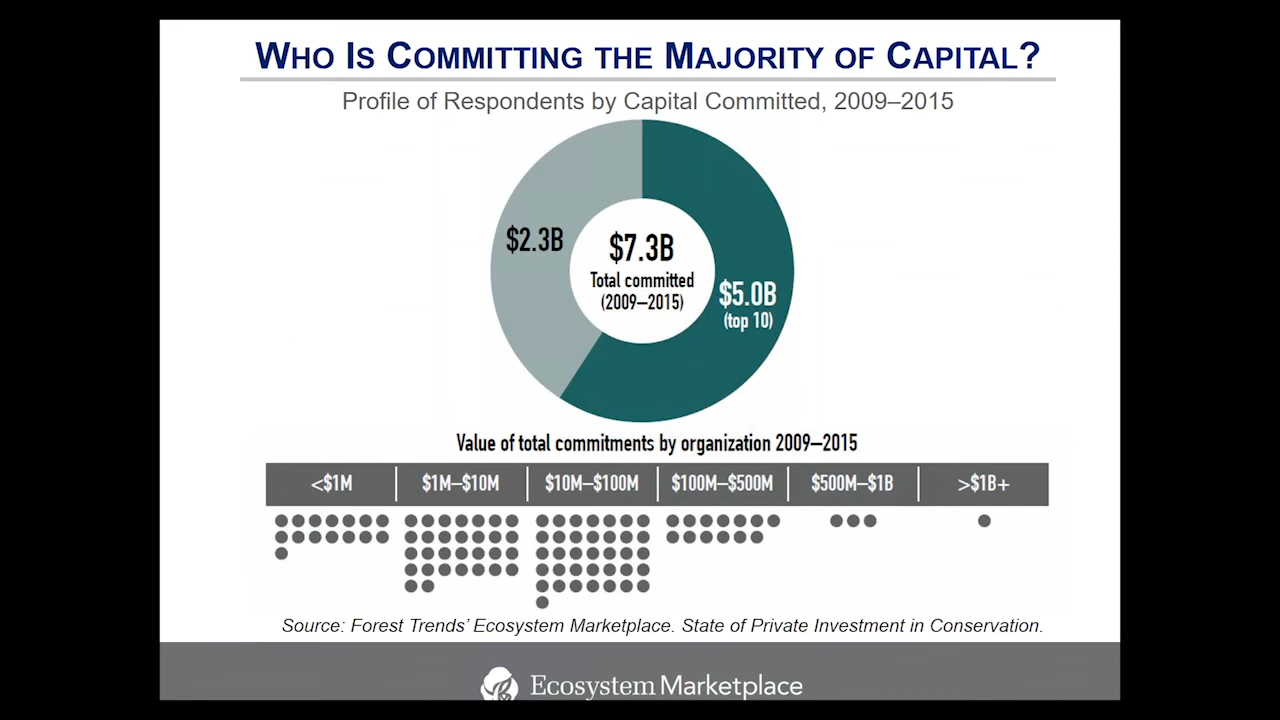 WHO IS COMMITTING THE MAJORITY OF CAPITAL?
Profile of Respondents by Capital Committed, 2009–2015
$2.3B
$7.3B
Total committed
(2009–2015)
$5.0B
(top 10)
Value of total commitments by organization 2009–2015
<$1M $1M–$10M $10M–$100M $100M–$500M $500M–$1B >$1B+
Source: Forest Trends’ Ecosystem Marketplace. State of Private Investment in Conservation.
Ecosystem Marketplace